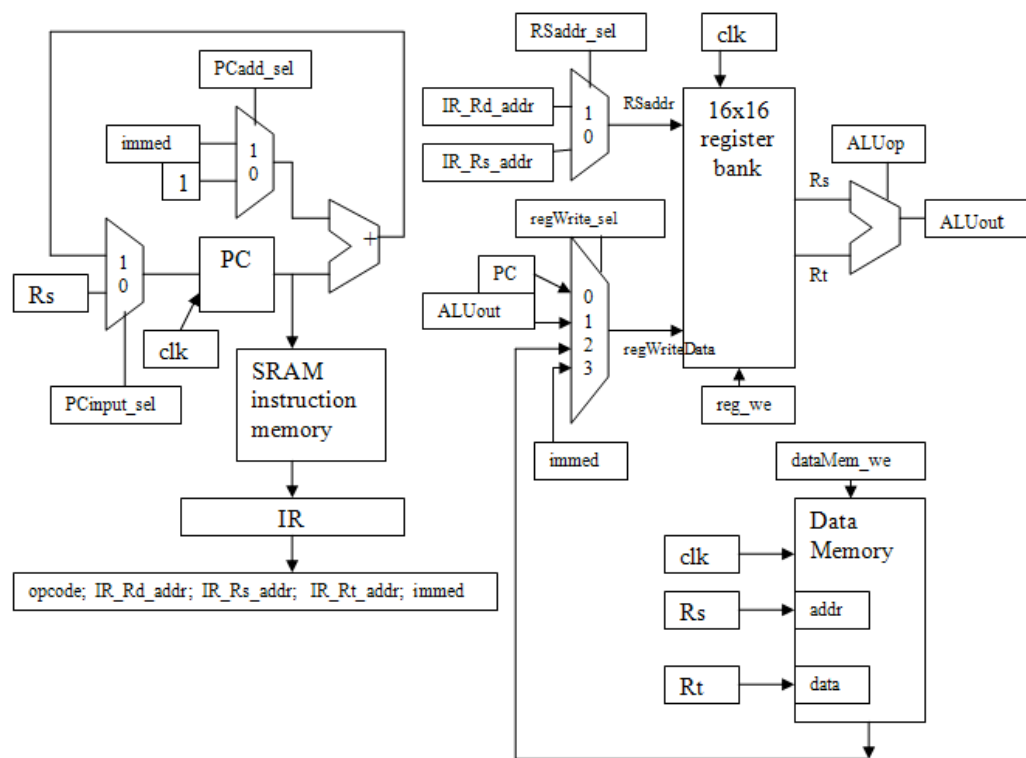 PCadd_sel
immed
1
1
0
+
1
0
Rs
PC
clk
PCinput_sel
SRAM
instruction
memory
IR
opcode; IR_Rd_addr; IR_Rs_addr; IR_Rt_addr; immed
RSaddr_sel
IR_Rd_addr
IR_Rs_addr
1
0
RSaddr
clk
16x16
register
bank
ALUop
Rs
Rt
ALUout
regWrite_sel
PC
ALUout
0
1
2
3
regWriteData
immed
reg_we
dataMem_we
Data
Memory
clk
Rs
addr
Rt
data